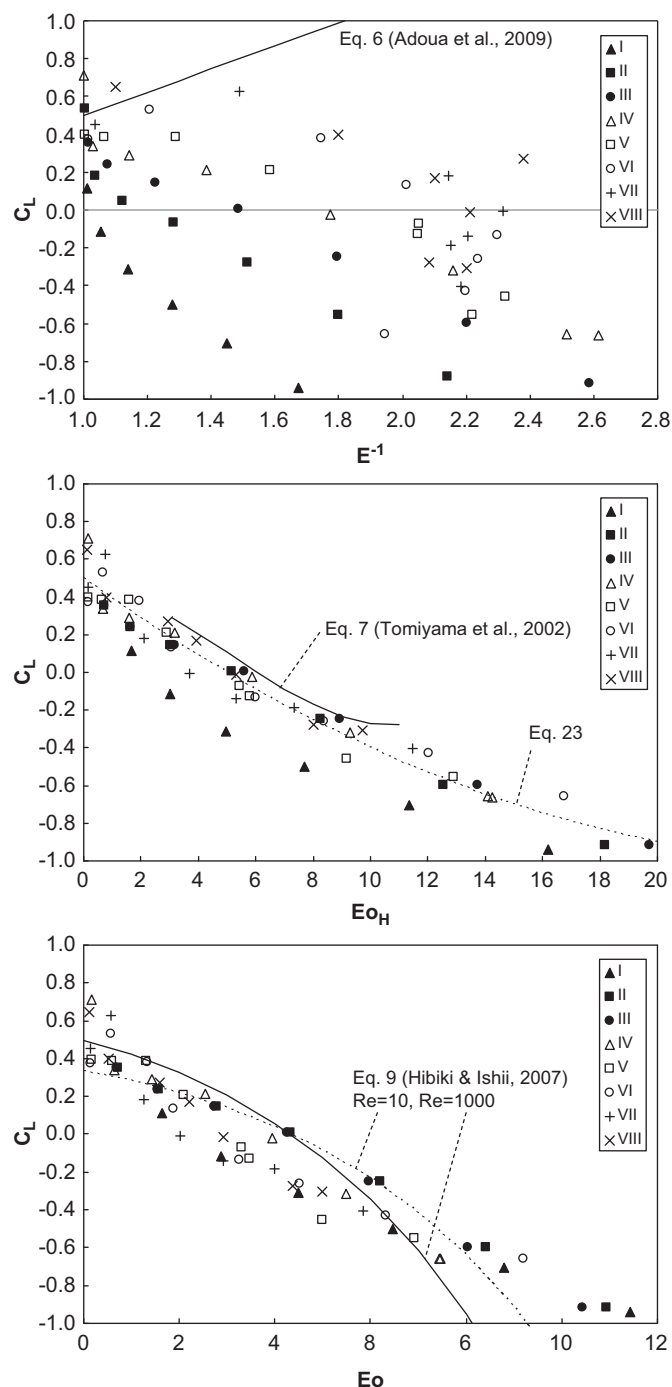 1.0
Eq. 6 (Adoua et al., 2009)
I
II
III
IV
V
VI
VII
VIII
0.8
0.6
0.4
0.2
0.0
-0.2
-0.4
-0.6
-0.8
-1.0
C_L
1.0 1.2 1.4 1.6 1.8 2.0 2.2 2.4 2.6 2.8
E^-1
1.0
0.8
0.6
0.4
0.2
0.0
-0.2
-0.4
-0.6
-0.8
-1.0
C_L
I
II
III
IV
V
VI
VII
VIII
Eq. 7 (Tomiyama et al., 2002)
Eq. 23
0 2 4 6 8 10 12 14 16 18 20
Eo_H
1.0
0.8
0.6
0.4
0.2
0.0
-0.2
-0.4
-0.6
-0.8
-1.0
C_L
I
II
III
IV
V
VI
VII
VIII
Eq. 9 (Hibiki & Ishii, 2007)
Re=10, Re=1000
0 2 4 8 6 10 12
Eo